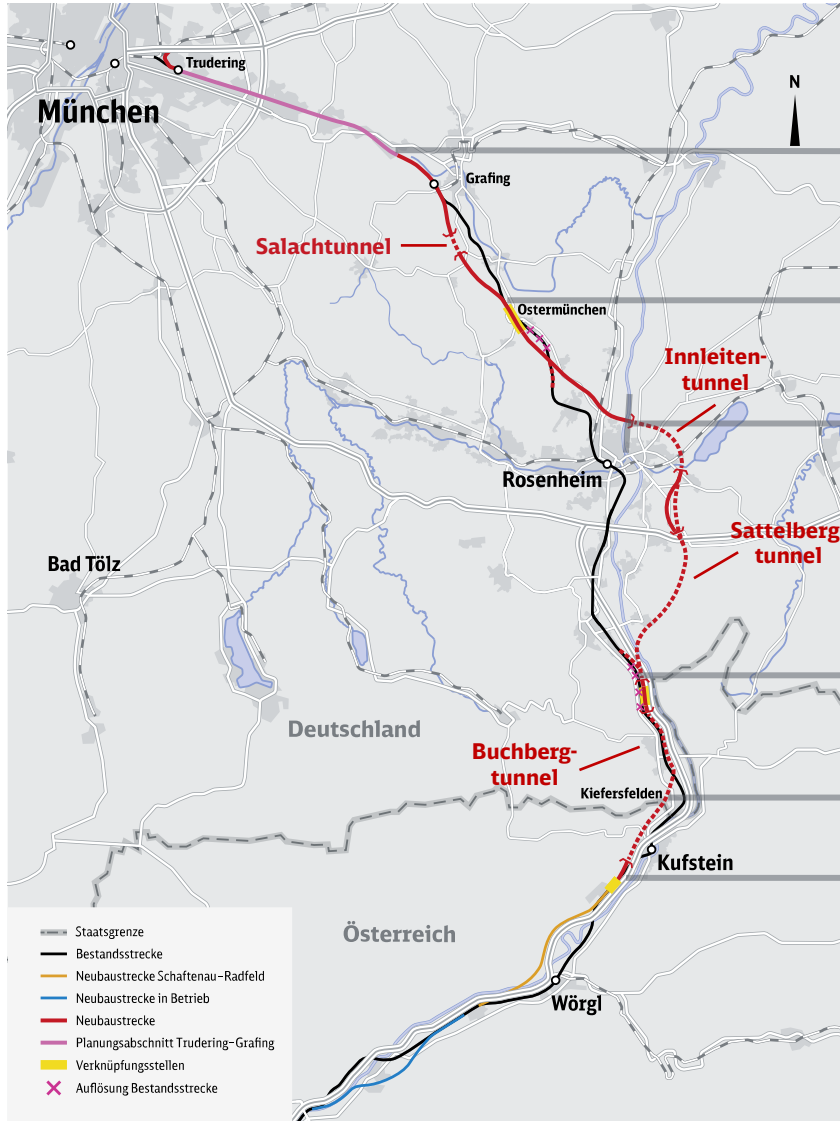 Trudering
N
München
Grafing
Salachtunnel
Ostermünchen
Innleiten-
tunnel
Rosenheim
Sattelberg
tunnel
Bad Tölz
Deutschland
Buchberg-
tunnel
Kiefersfelden
Kufstein
Österreich
Wörgl
Staatsgrenze
Bestandsstrecke
Neubaustrecke Schaftenau–Radfeld
Neubaustrecke in Betrieb
Neubaustrecke
Planungsabschnitt Trudering–Grafing
Verknüpfungsstellen
Auflösung Bestandsstrecke